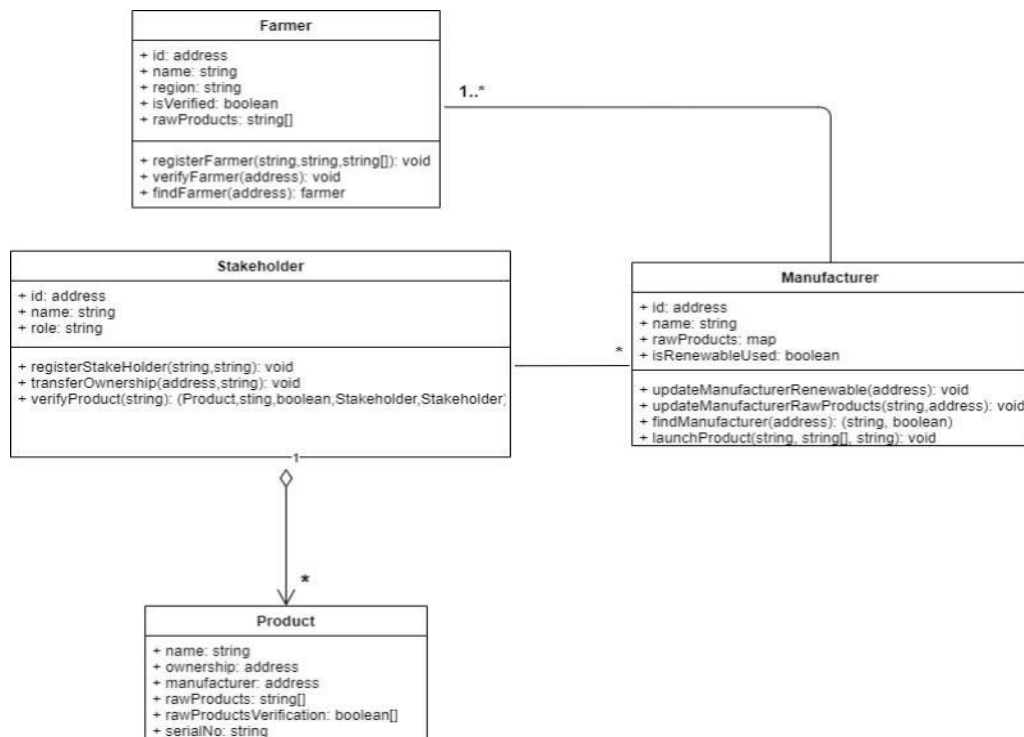 Farmer
+ id: address
+ name: string
+ region: string
+ isVerified: boolean
+ rawProducts: string[]
+ registerFarmer(string,string,string[]): void
+ verifyFarmer(address): void
+ findFarmer(address): farmer
1..*
Stakeholder
+ id: address
+ name: string
+ role: string
+ registerStakeHolder(string,string): void
+ transferOwnership(address,string): void
+ verifyProduct(string): (Product,sting,boolean,Stakeholder,Stakeholder)
*
Manufacturer
+ id: address
+ name: string
+ rawProducts: map
+ isRenewableUsed: boolean
+ updateManufacturerRenewable(address): void
+ updateManufacturerRawProducts(string,address): void
+ findManufacturer(address): (string, boolean)
+ launchProduct(string, string[], string): void
1
*
Product
+ name: string
+ ownership: address
+ manufacturer: address
+ rawProducts: string[]
+ rawProductsVerification: boolean[]
+ serialNo: string